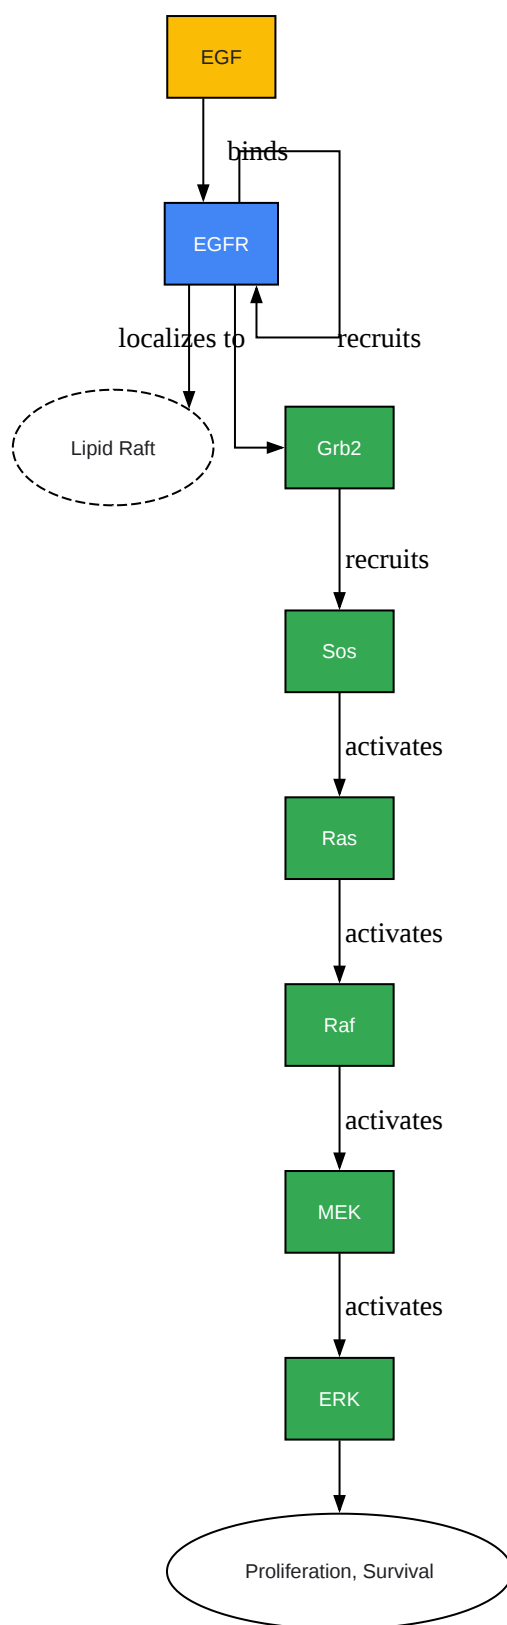 EGF
binds
EGFR
localizes to
recruits
Lipid Raft
Grb2
recruits
Sos
activates
Ras
activates
Raf
activates
MEK
activates
ERK
Proliferation, Survival